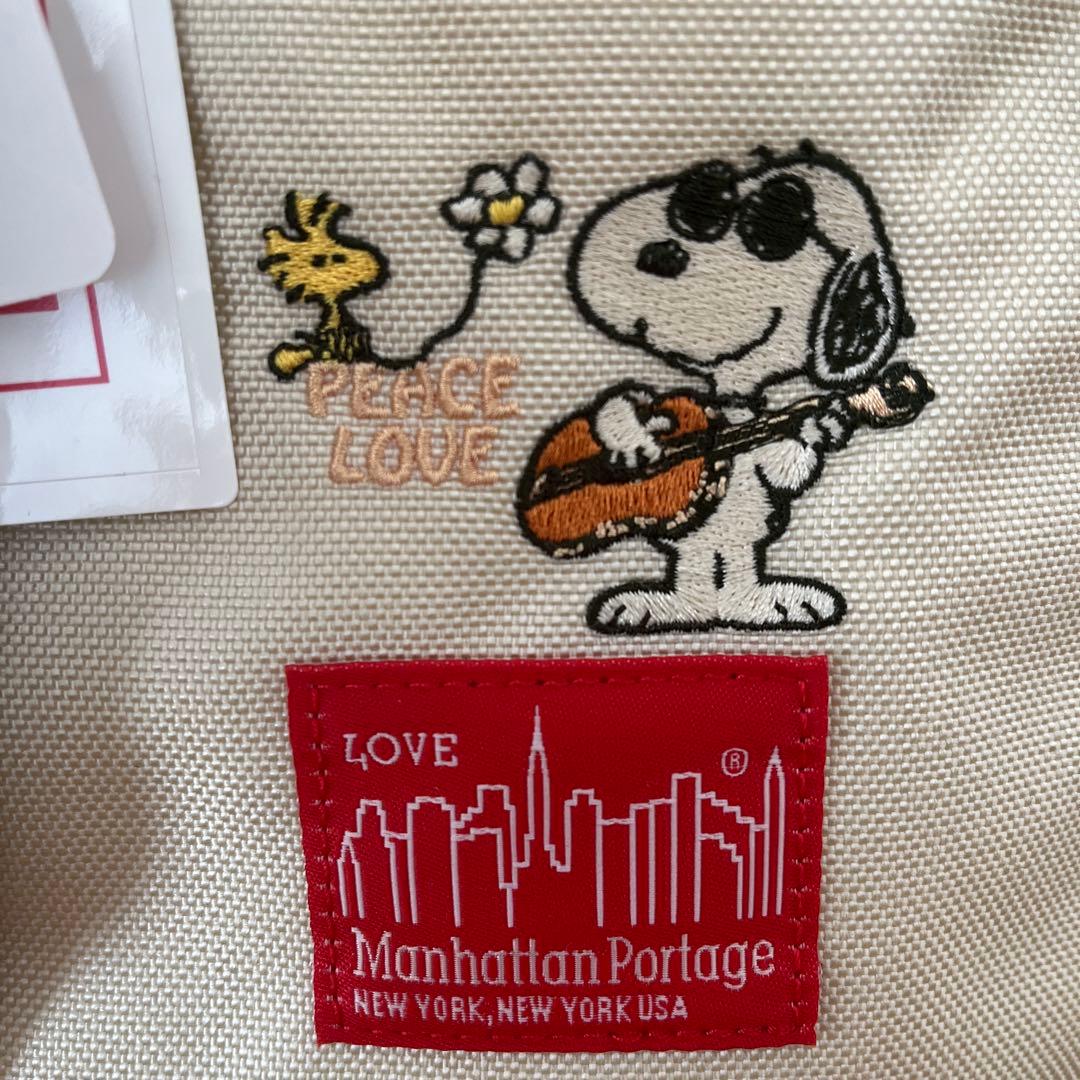 PEACE
LOVE
LOVE
®
Manhattan Portage
NEW YORK, NEW YORK USA